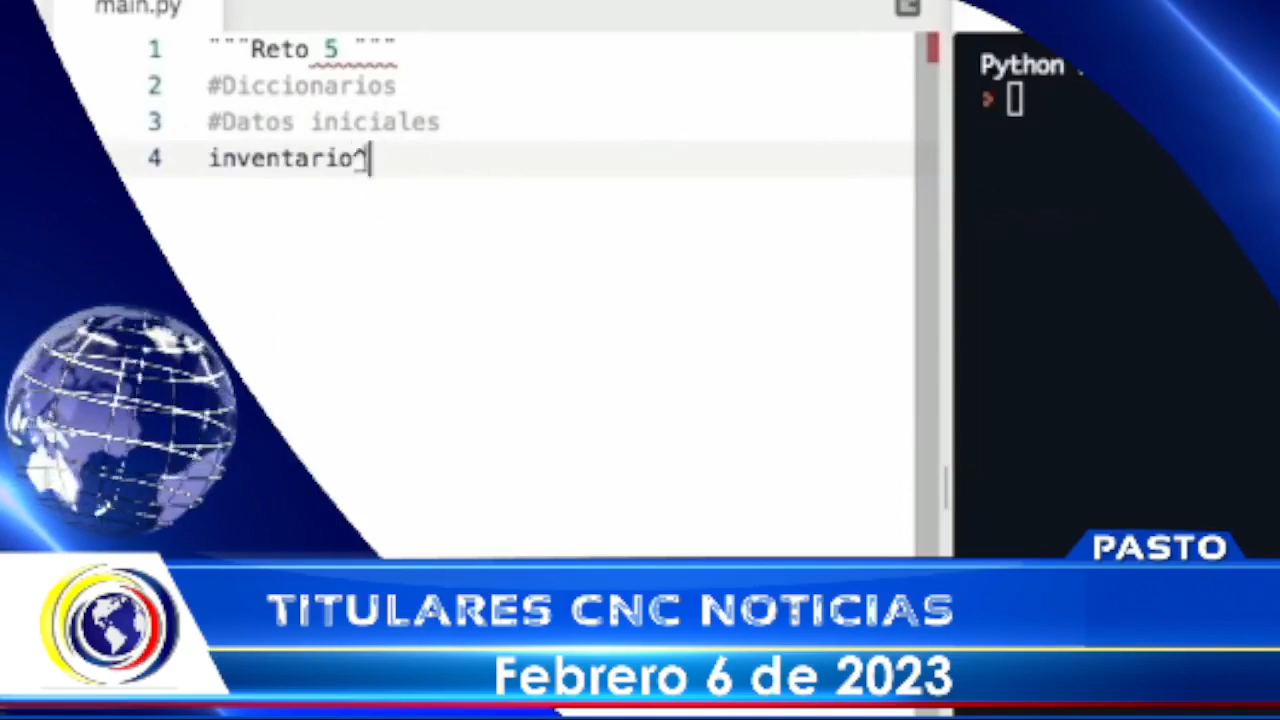 main.py
1 """Reto 5 """
2 #Diccionarios
3 #Datos iniciales
4 inventario^
Python
PASTO
TITULARES CNC NOTICIAS
Febrero 6 de 2023